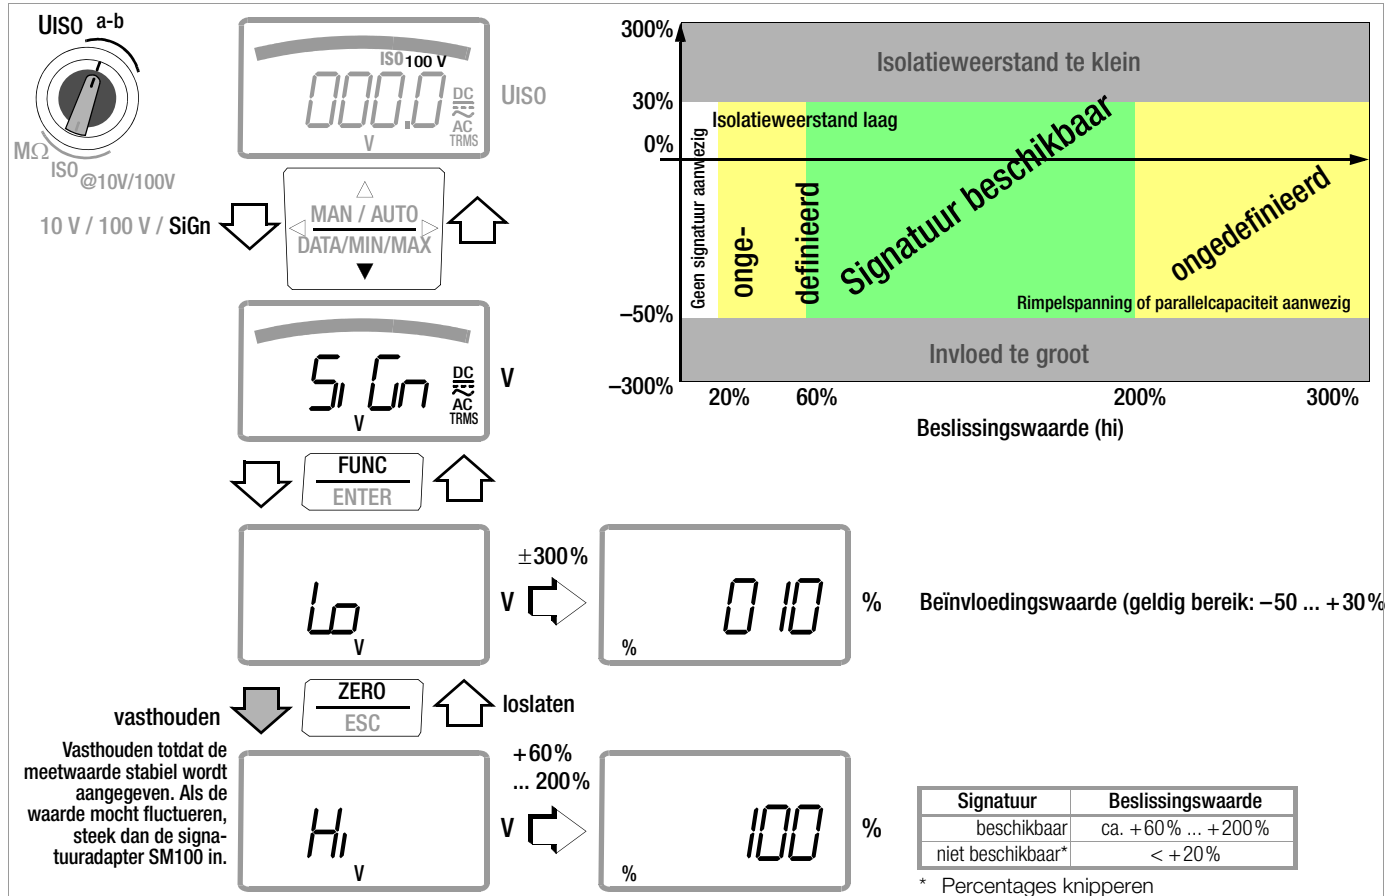 UISO a-b
MΩ
ISO @10V/100V
10 V / 100 V / SiGn
ISO 100 V
000.0
V
DC
AC
TRMS
UISO
MAN / AUTO
DATA/MIN/MAX
SiGn
V
DC
AC
TRMS
V
FUNC
ENTER
Lo
V
V
±300%
010
%
%
Beïnvloedingswaarde (geldig bereik: –50 ... +30%
vasthouden
ZERO
ESC
loslaten
Vasthouden totdat de
meetwaarde stabiel wordt
aangegeven. Als de
waarde mocht fluctueren,
steek dan de signa-
tuuradapter SM100 in.
Hi
V
V
+60%
... 200%
100
%
%
300%
30%
0%
–50%
–300%
Isolatieweerstand te klein
Isolatieweerstand laag
Geen signatuur aanwezig
onge-
definieerd
Signatuur beschikbaar
ongedefinieerd
Rimpelspanning of parallelcapaciteit aanwezig
Invloed te groot
20% 60% 200% 300%
Beslissingswaarde (hi)
Signatuur Beslissingswaarde
beschikbaar ca. +60% ... +200%
niet beschikbaar* < +20%
* Percentages knipperen